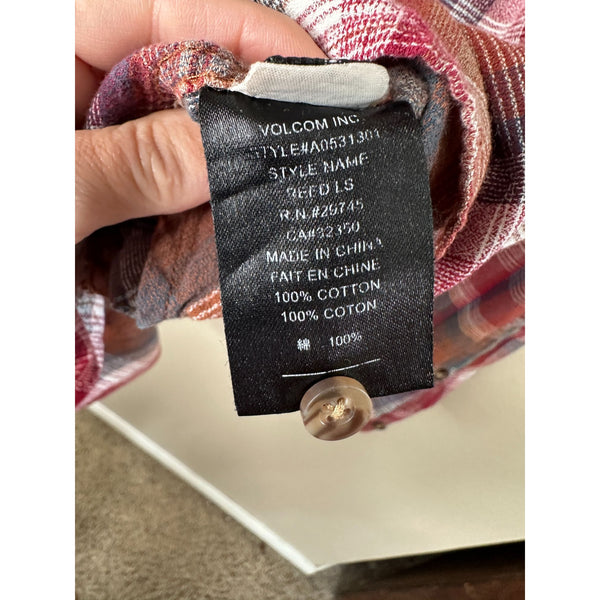 VOLCOM INC
STYLE#A0531301
STYLE NAME
REED LS
R.N.#29745
CA#32350
MADE IN CHINA
FAIT EN CHINE
100% COTTON
100% COTON
綿 100%